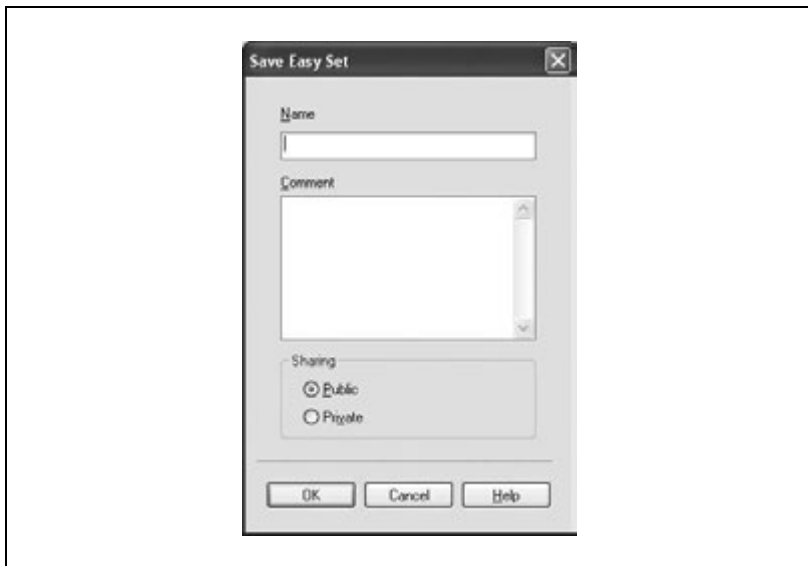 Save Easy Set
Name
Comment
Sharing
Public
Private
OK Cancel Help